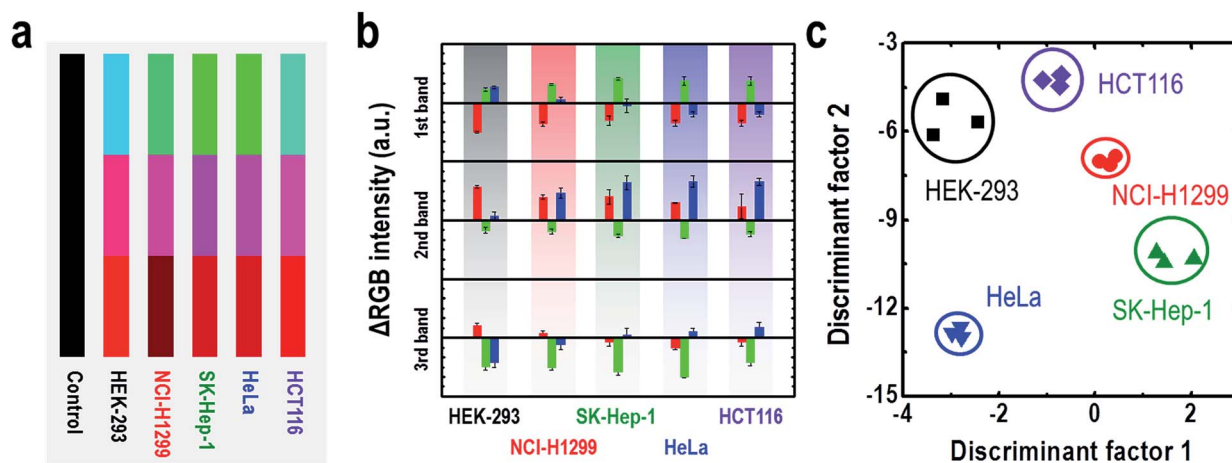 a
Control
HEK-293
NCI-H1299
SK-Hep-1
HeLa
HCT116
b
ΔRGB intensity (a.u.)
1st band
2nd band
3rd band
HEK-293
SK-Hep-1
HCT116
NCI-H1299
HeLa
c
Discriminant factor 2
-3
-6
-9
-12
-15
HCT116
HEK-293
NCI-H1299
SK-Hep-1
HeLa
-4
-2
0
2
Discriminant factor 1